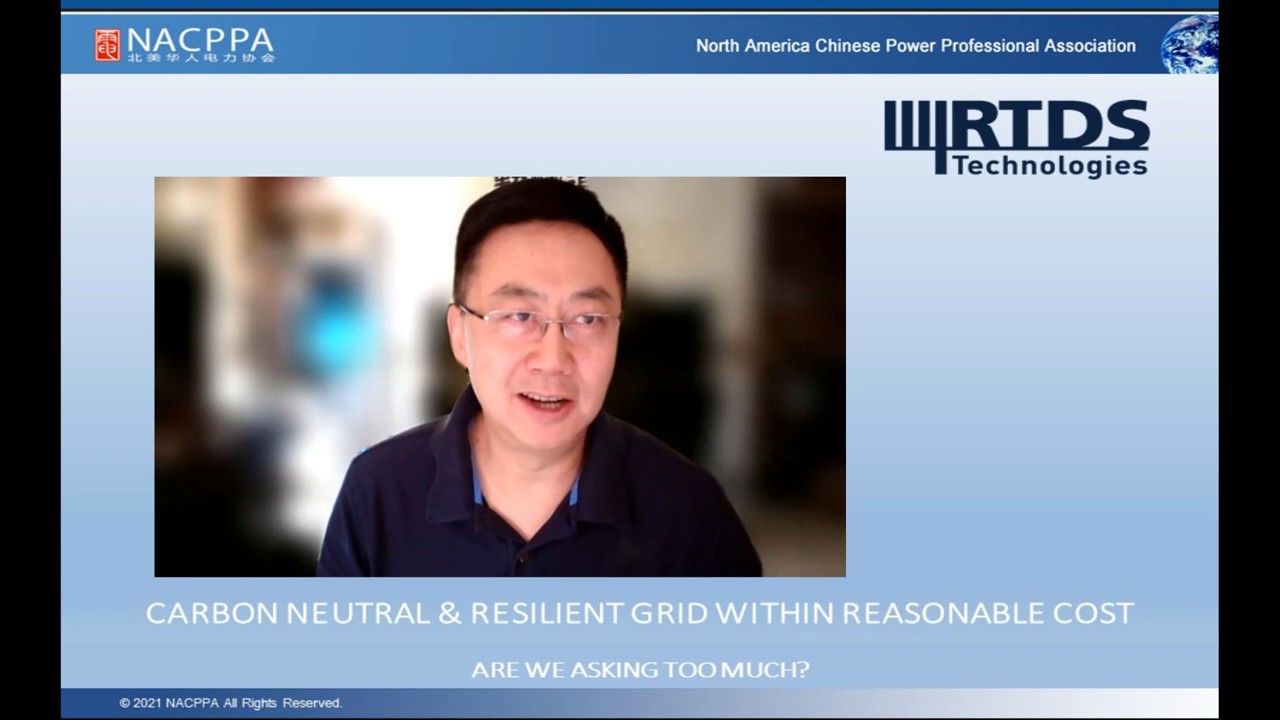 NACPPA
北美华人电力协会
North America Chinese Power Professional Association
RTDS
Technologies
CARBON NEUTRAL & RESILIENT GRID WITHIN REASONABLE COST
ARE WE ASKING TOO MUCH?
© 2021 NACPPA All Rights Reserved.